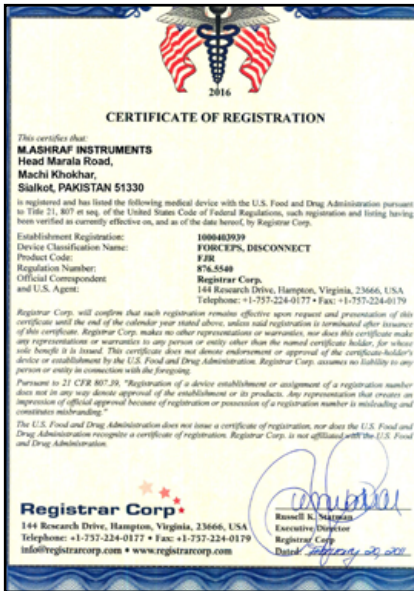 2016
CERTIFICATE OF REGISTRATION
This certifies that:
M.ASHRAF INSTRUMENTS
Head Marala Road,
Machi Khokhar,
Sialkot, PAKISTAN 51330
is registered and has listed the following medical device with the U.S. Food and Drug Administration pursuant
to Title 21, 807 et seq. of the United States Code of Federal Regulations, such registration and listing having
been verified as currently effective on, and as of the date hereof, by Registrar Corp.
Establishment Registration: 1000403939
Device Classification Name: FORCEPS, DISCONNECT
Product Code: FJR
Regulation Number: 876.5540
Official Correspondent Registrar Corp.
and U.S. Agent: 144 Research Drive, Hampton, Virginia, 23666, USA
Telephone: +1-757-224-0177 • Fax: +1-757-224-0179
Registrar Corp. will confirm that such registration remains effective upon request and presentation of this
certificate until the end of the calendar year stated above, unless said registration is terminated after issuance
of this certificate. Registrar Corp. makes no other representations or warranties, nor does this certificate make
any representations or warranties to any person or entity other than the named certificate holder, for whose
sole benefit it is issued. This certificate does not denote endorsement or approval of the certificate-holder's
device or establishment by the U.S. Food and Drug Administration. Registrar Corp. assumes no liability to any
person or entity in connection with the foregoing.
Pursuant to 21 CFR 807.39, "Registration of a device establishment or assignment of a registration number
does not in any way denote approval of the establishment or its products. Any representation that creates an
impression of official approval because of registration or possession of a registration number is misleading and
constitutes misbranding."
The U.S. Food and Drug Administration does not issue a certificate of registration, nor does the U.S. Food and
Drug Administration recognize a certificate of registration. Registrar Corp. is not affiliated with the U.S. Food
and Drug Administration.
Registrar Corp
144 Research Drive, Hampton, Virginia, 23666, USA
Telephone: +1-757-224-0177 • Fax: +1-757-224-0179
info@registrarcorp.com • www.registrarcorp.com
Russell K. Statman
Executive Director
Registrar Corp
Dated: February 20,